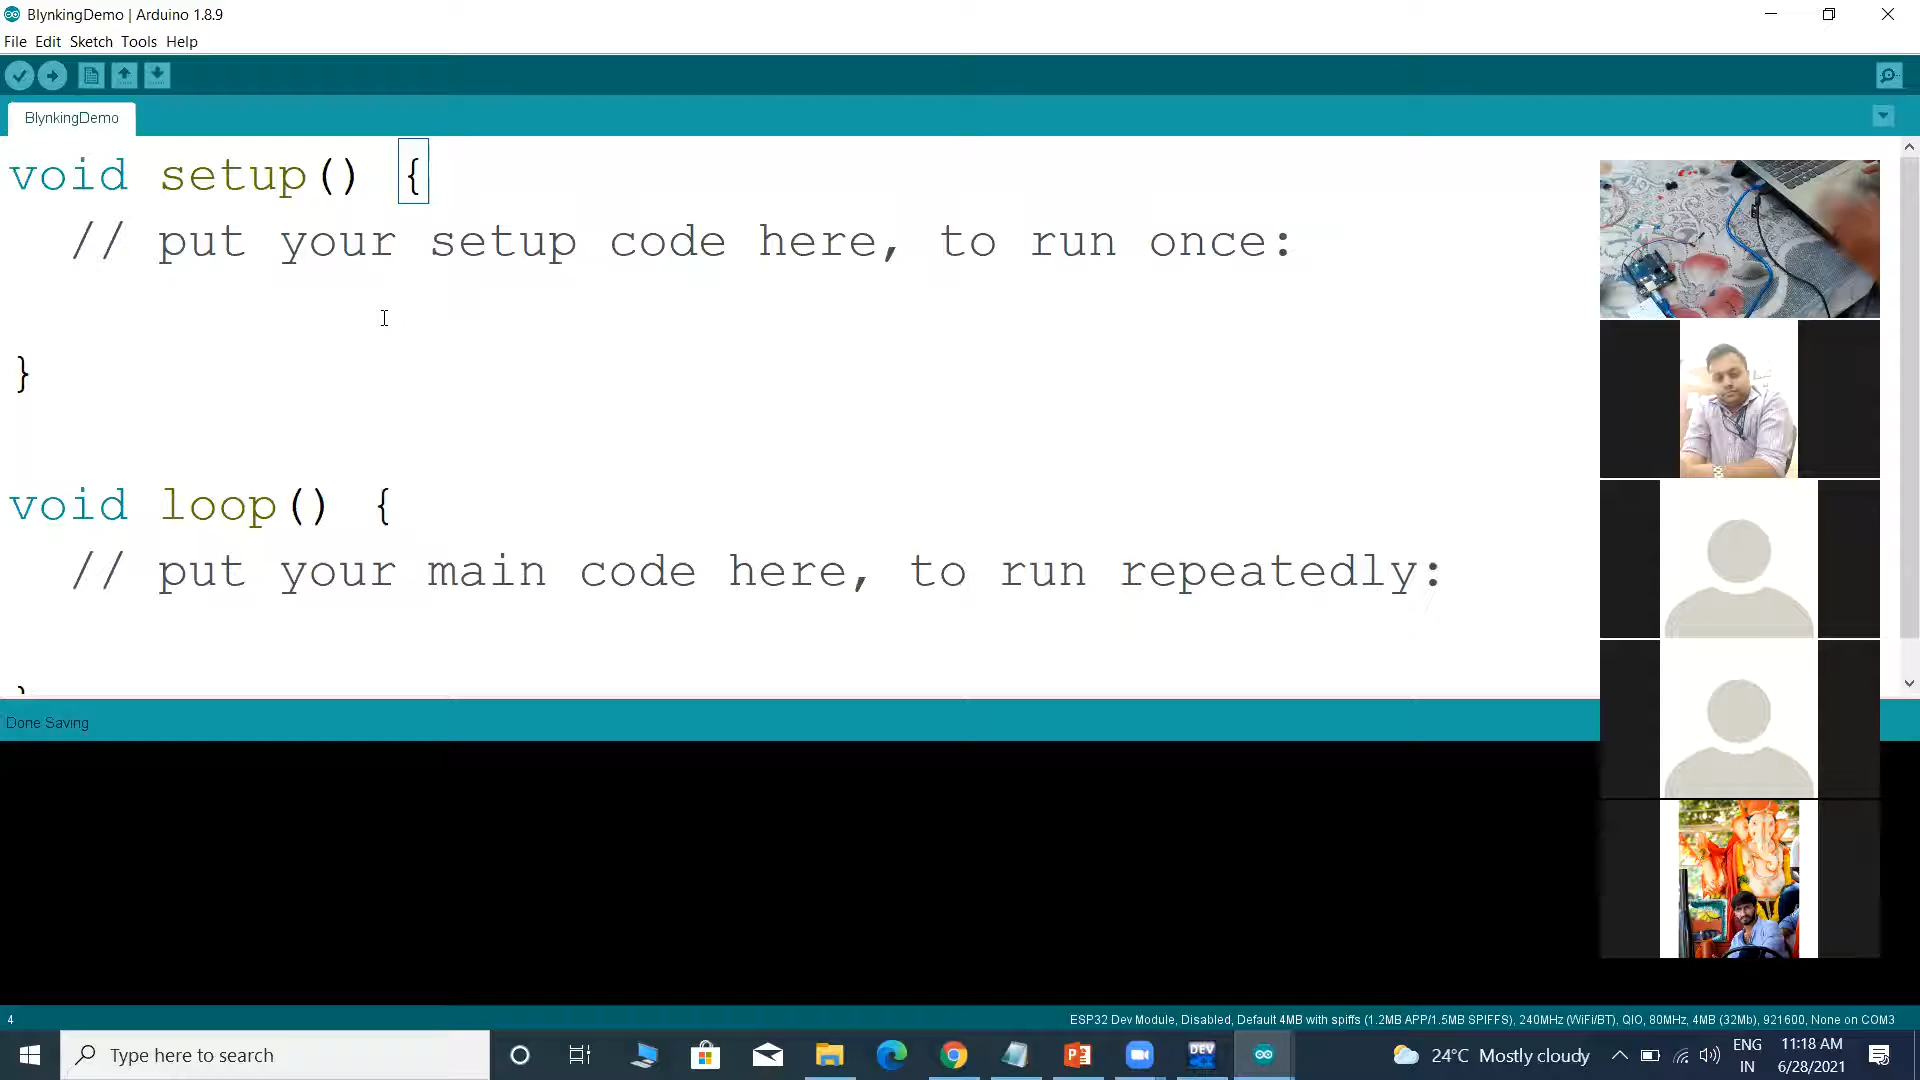 BlynkingDemo | Arduino 1.8.9
File Edit Sketch Tools Help
BlynkingDemo
void setup() {
// put your setup code here, to run once:
}
void loop() {
// put your main code here, to run repeatedly:
}
Done Saving
4
ESP32 Dev Module, Disabled, Default 4MB with spiffs (1.2MB APP/1.5MB SPIFFS), 240MHz (WiFi/BT), QIO, 80MHz, 4MB (32Mb), 921600, None on COM3
Type here to search
DEV
24°C Mostly cloudy
ENG
IN
11:18 AM
6/28/2021